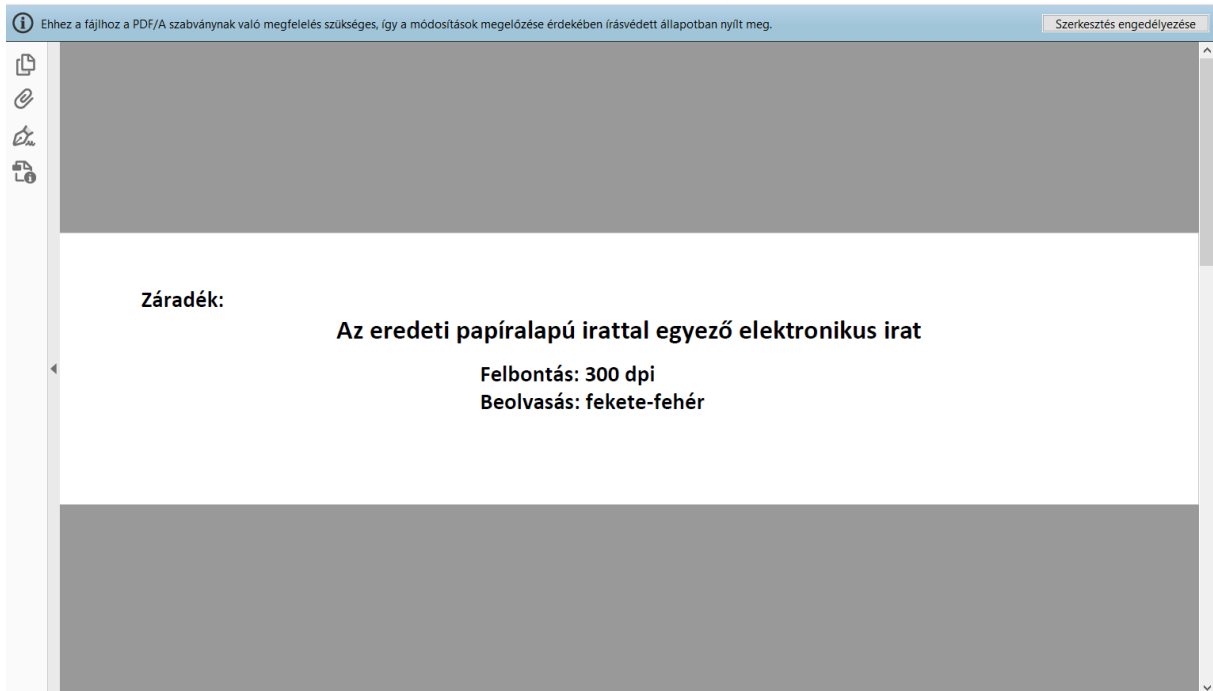 Ehhez a fájlhoz a PDF/A szabványnak való megfelelés szükséges, így a módosítások megelőzése érdekében írásvédett állapotban nyílt meg.
Szerkesztés engedélyezése
Záradék:
Az eredeti papíralapú irattal egyező elektronikus irat
Felbontás: 300 dpi
Beolvasás: fekete-fehér